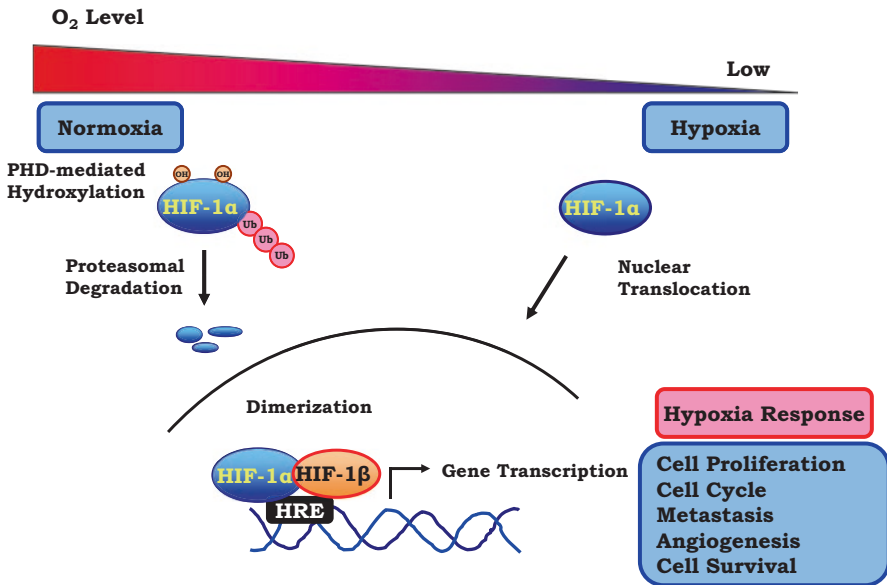 O₂ Level
Low
Normoxia
Hypoxia
PHD-mediated
Hydroxylation
OH
OH
HIF-1α
Ub
Ub
Ub
HIF-1α
Proteasomal
Degradation
Nuclear
Translocation
Dimerization
HIF-1α
HIF-1β
HRE
Gene Transcription
Hypoxia Response
Cell Proliferation
Cell Cycle
Metastasis
Angiogenesis
Cell Survival